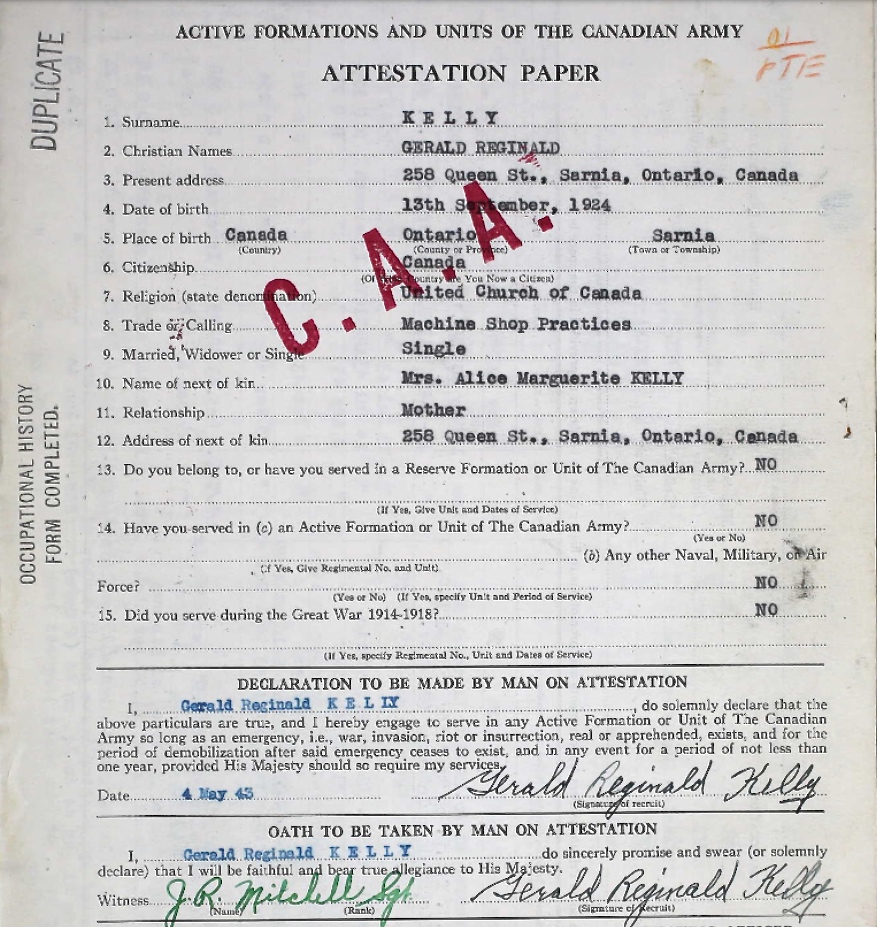 ACTIVE FORMATIONS AND UNITS OF THE CANADIAN ARMY
ATTESTATION PAPER
PTE
DUPLICATE
1. Surname K E L L Y
2. Christian Names GERALD REGINALD
3. Present address 258 Queen St., Sarnia, Ontario, Canada
4. Date of birth 13th September, 1924
5. Place of birth Canada Ontario Sarnia
(Country) (County or Province) (Town or Township)
6. Citizenship Canada
(Of What Country are You Now a Citizen)
C.A.A.
7. Religion (state denomination) United Church of Canada
8. Trade or Calling Machine Shop Practices
9. Married, Widower or Single Single
10. Name of next of kin Mrs. Alice Marguerite KELLY
11. Relationship Mother
12. Address of next of kin 258 Queen St., Sarnia, Ontario, Canada
OCCUPATIONAL HISTORY
FORM COMPLETED.
13. Do you belong to, or have you served in a Reserve Formation or Unit of The Canadian Army? NO
(If Yes, Give Unit and Dates of Service)
14. Have you served in (c) an Active Formation or Unit of The Canadian Army? NO
(Yes or No)
(b) Any other Naval, Military, or Air
(If Yes, Give Regimental No. and Unit)
Force? NO
(Yes or No) (If Yes, specify Unit and Period of Service)
15. Did you serve during the Great War 1914-1918? NO
(If Yes, specify Regimental No., Unit and Dates of Service)
DECLARATION TO BE MADE BY MAN ON ATTESTATION
I, Gerald Reginald K E L LY, do solemnly declare that the
above particulars are true, and I hereby engage to serve in any Active Formation or Unit of The Canadian
Army so long as an emergency, i.e., war, invasion, riot or insurrection, real or apprehended, exists, and for the
period of demobilization after said emergency ceases to exist, and in any event for a period of not less than
one year, provided His Majesty should so require my services.
Date 4 May 43 Gerald Reginald Kelly
(Signature of recruit)
OATH TO BE TAKEN BY MAN ON ATTESTATION
I, Gerald Reginald K E L L Y do sincerely promise and swear (or solemnly
declare) that I will be faithful and bear true allegiance to His Majesty.
Witness J.R. Mitchell Sgt. Gerald Reginald Kelly
(Name) (Rank) (Signature of Recruit)